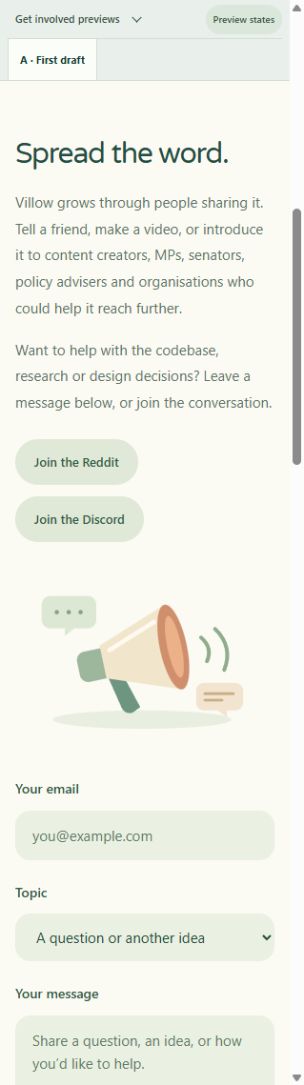 Get involved previews
Preview states
A · First draft
Spread the word.
Villow grows through people sharing it.
Tell a friend, make a video, or introduce
it to content creators, MPs, senators,
policy advisers and organisations who
could help it reach further.
Want to help with the codebase,
research or design decisions? Leave a
message below, or join the conversation.
Join the Reddit
Join the Discord
Your email
you@example.com
Topic
A question or another idea
Your message
Share a question, an idea, or how
you’d like to help.